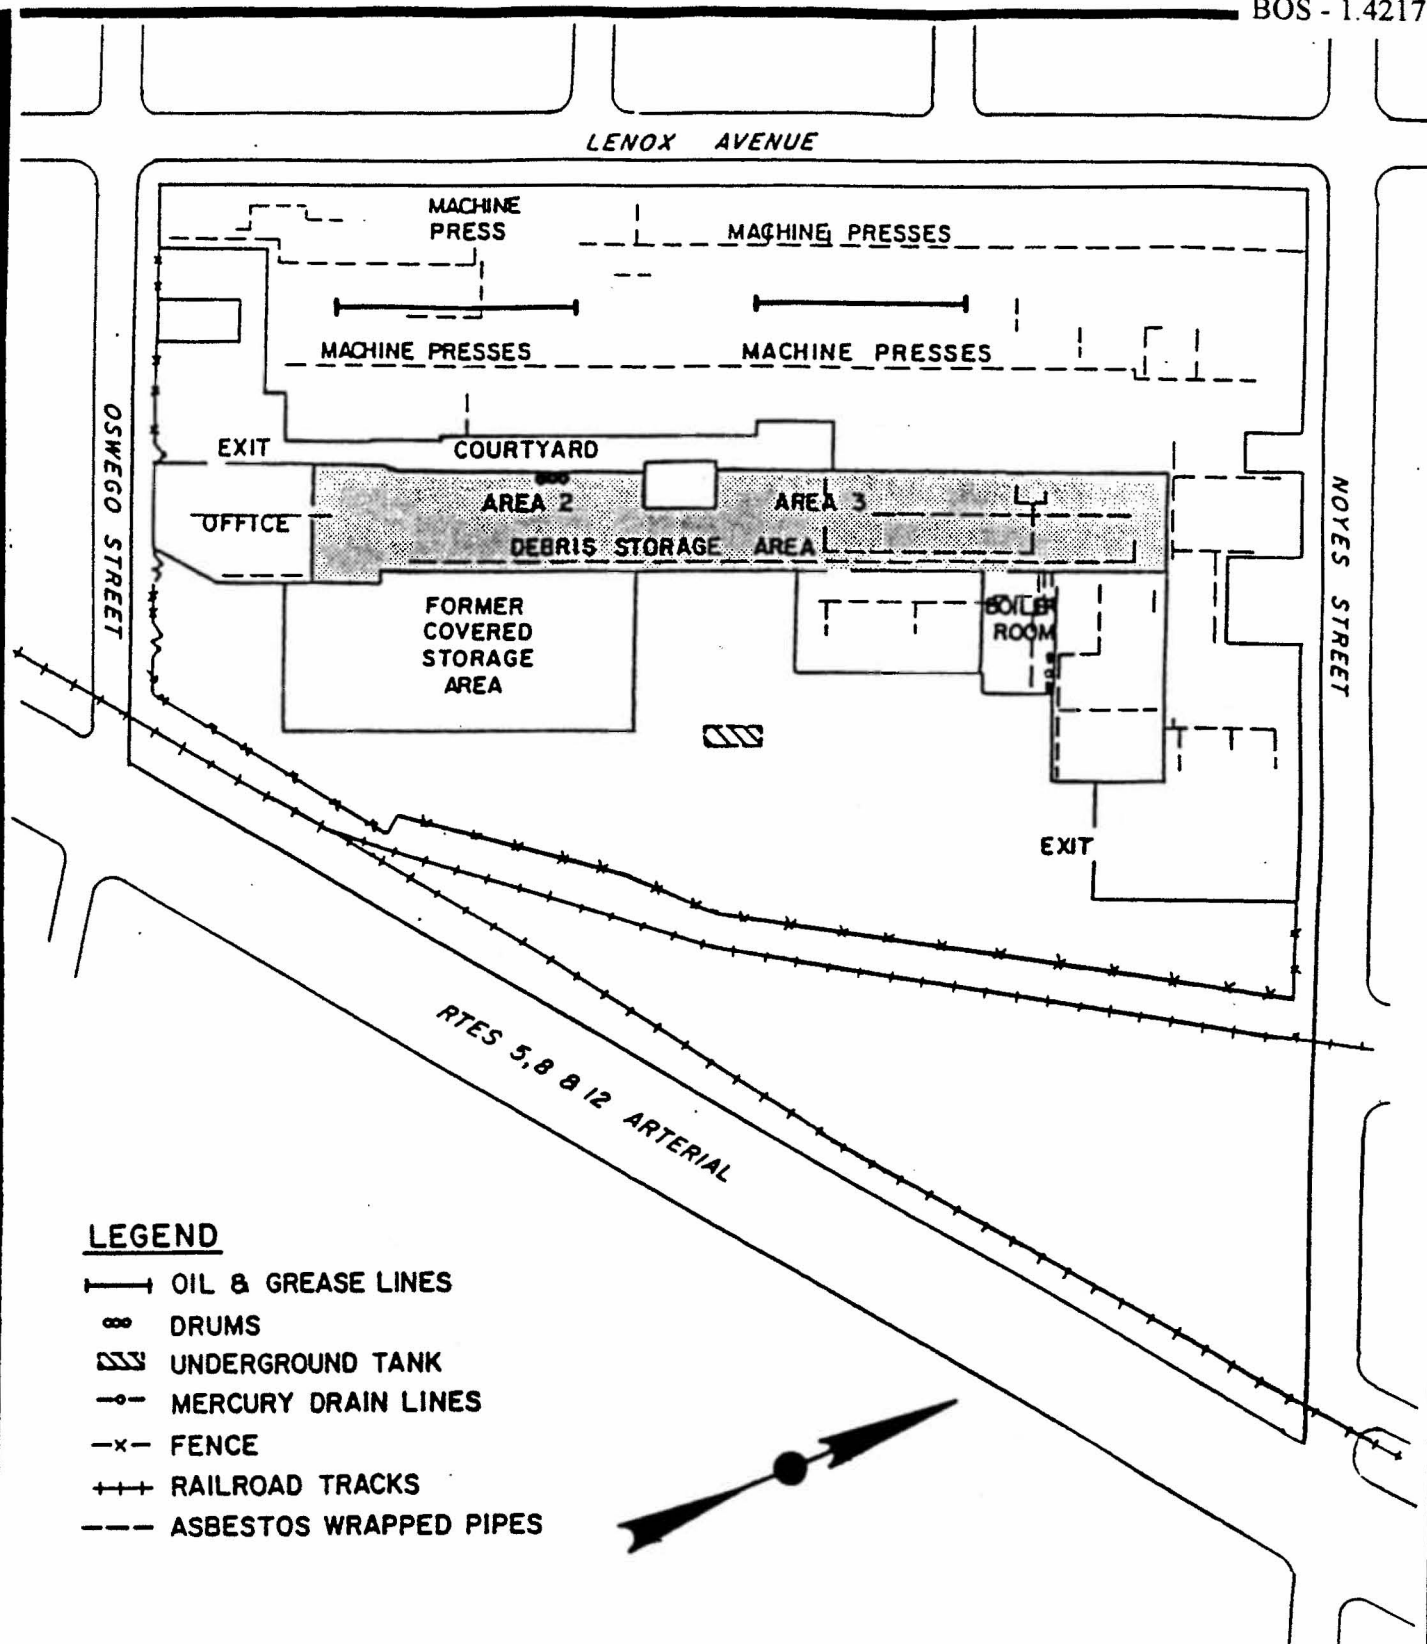 BOS - 1.4217
LENOX AVENUE
MACHINE
PRESS
MACHINE PRESSES
MACHINE PRESSES
MACHINE PRESSES
OSWEGO STREET
EXIT
COURTYARD
AREA 2
AREA 3
NOYES STREET
OFFICE
DEBRIS STORAGE AREA
FORMER
COVERED
STORAGE
AREA
BOILER
ROOM
EXIT
RTES 5,8 & 12 ARTERIAL
LEGEND
OIL & GREASE LINES
DRUMS
UNDERGROUND TANK
MERCURY DRAIN LINES
FENCE
RAILROAD TRACKS
ASBESTOS WRAPPED PIPES